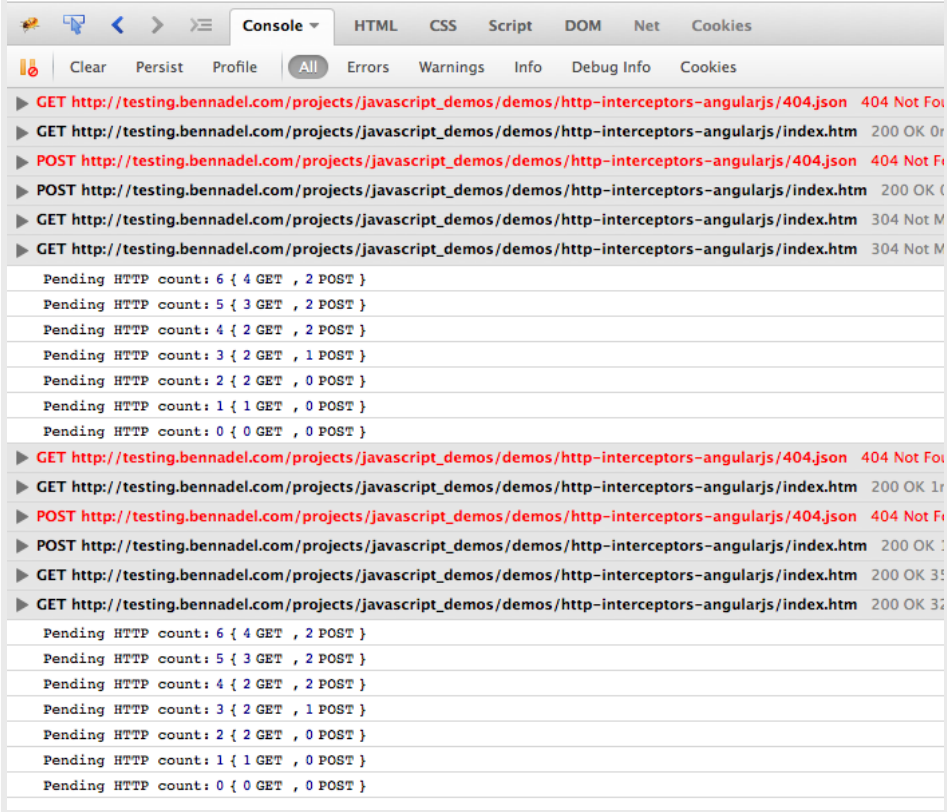 Console HTML CSS Script DOM Net Cookies
Clear Persist Profile All Errors Warnings Info Debug Info Cookies
GET http://testing.bennadel.com/projects/javascript_demos/demos/http-interceptors-angularjs/404.json 404 Not Fou
GET http://testing.bennadel.com/projects/javascript_demos/demos/http-interceptors-angularjs/index.htm 200 OK 0
POST http://testing.bennadel.com/projects/javascript_demos/demos/http-interceptors-angularjs/404.json 404 Not F
POST http://testing.bennadel.com/projects/javascript_demos/demos/http-interceptors-angularjs/index.htm 200 OK
GET http://testing.bennadel.com/projects/javascript_demos/demos/http-interceptors-angularjs/index.htm 304 Not M
GET http://testing.bennadel.com/projects/javascript_demos/demos/http-interceptors-angularjs/index.htm 304 Not M
Pending HTTP count: 6 { 4 GET , 2 POST }
Pending HTTP count: 5 { 3 GET , 2 POST }
Pending HTTP count: 4 { 2 GET , 2 POST }
Pending HTTP count: 3 { 2 GET , 1 POST }
Pending HTTP count: 2 { 2 GET , 0 POST }
Pending HTTP count: 1 { 1 GET , 0 POST }
Pending HTTP count: 0 { 0 GET , 0 POST }
GET http://testing.bennadel.com/projects/javascript_demos/demos/http-interceptors-angularjs/404.json 404 Not Fou
GET http://testing.bennadel.com/projects/javascript_demos/demos/http-interceptors-angularjs/index.htm 200 OK 1
POST http://testing.bennadel.com/projects/javascript_demos/demos/http-interceptors-angularjs/404.json 404 Not F
POST http://testing.bennadel.com/projects/javascript_demos/demos/http-interceptors-angularjs/index.htm 200 OK
GET http://testing.bennadel.com/projects/javascript_demos/demos/http-interceptors-angularjs/index.htm 200 OK 35
GET http://testing.bennadel.com/projects/javascript_demos/demos/http-interceptors-angularjs/index.htm 200 OK 32
Pending HTTP count: 6 { 4 GET , 2 POST }
Pending HTTP count: 5 { 3 GET , 2 POST }
Pending HTTP count: 4 { 2 GET , 2 POST }
Pending HTTP count: 3 { 2 GET , 1 POST }
Pending HTTP count: 2 { 2 GET , 0 POST }
Pending HTTP count: 1 { 1 GET , 0 POST }
Pending HTTP count: 0 { 0 GET , 0 POST }